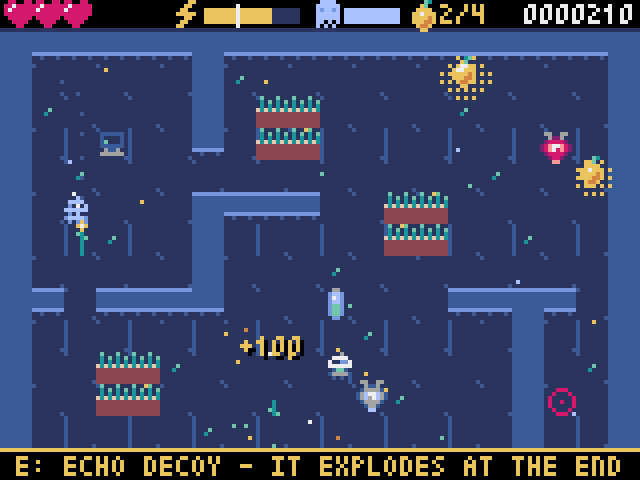 2/4 0000210
+100
E: ECHO DECOY - IT EXPLODES AT THE END